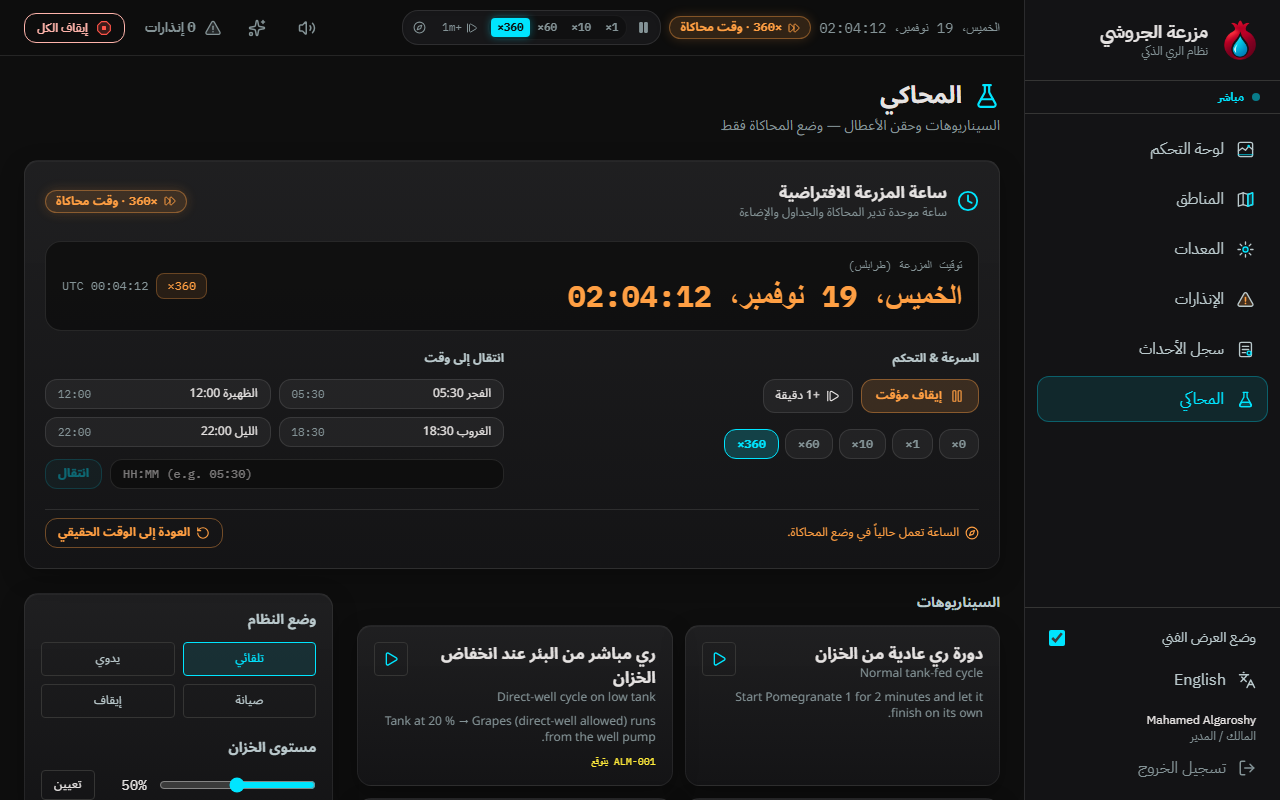 مزرعة الجروشي
نظام الري الذكي
مباشر
لوحة التحكم
المناطق
المعدات
الإنذارات
سجل الأحداث
المحاكي
وضع العرض الفني
English
Mahamed Algaroshy
المالك / المدير
تسجيل الخروج
الخميس، 19 نوفمبر، 02:04:12
×360 · وقت محاكاة
×1
×10
×60
×360
+1m
0 إنذارات
إيقاف الكل
المحاكي
السيناريوهات وحقن الأعطال — وضع المحاكاة فقط
ساعة المزرعة الافتراضية
ساعة موحدة تدير المحاكاة والجداول والإضاءة
×360 · وقت محاكاة
توقيت المزرعة (طرابلس)
الخميس، 19 نوفمبر، 02:04:12
×360
UTC 00:04:12
السرعة & التحكم
إيقاف مؤقت
+1 دقيقة
×0
×1
×10
×60
×360
انتقال إلى وقت
الفجر 05:30
05:30
الظهيرة 12:00
12:00
الغروب 18:30
18:30
الليل 22:00
22:00
HH:MM (e.g. 05:30)
انتقال
الساعة تعمل حالياً في وضع المحاكاة.
العودة إلى الوقت الحقيقي
السيناريوهات
دورة ري عادية من الخزان
Normal tank-fed cycle
Start Pomegranate 1 for 2 minutes and let it
finish on its own.
ري مباشر من البئر عند انخفاض
الخزان
Direct-well cycle on low tank
Tank at 20 % → Grapes (direct-well allowed) runs
from the well pump.
يتوقع ALM-001
وضع النظام
تلقائي
يدوي
صيانة
إيقاف
مستوى الخزان
50%
تعيين